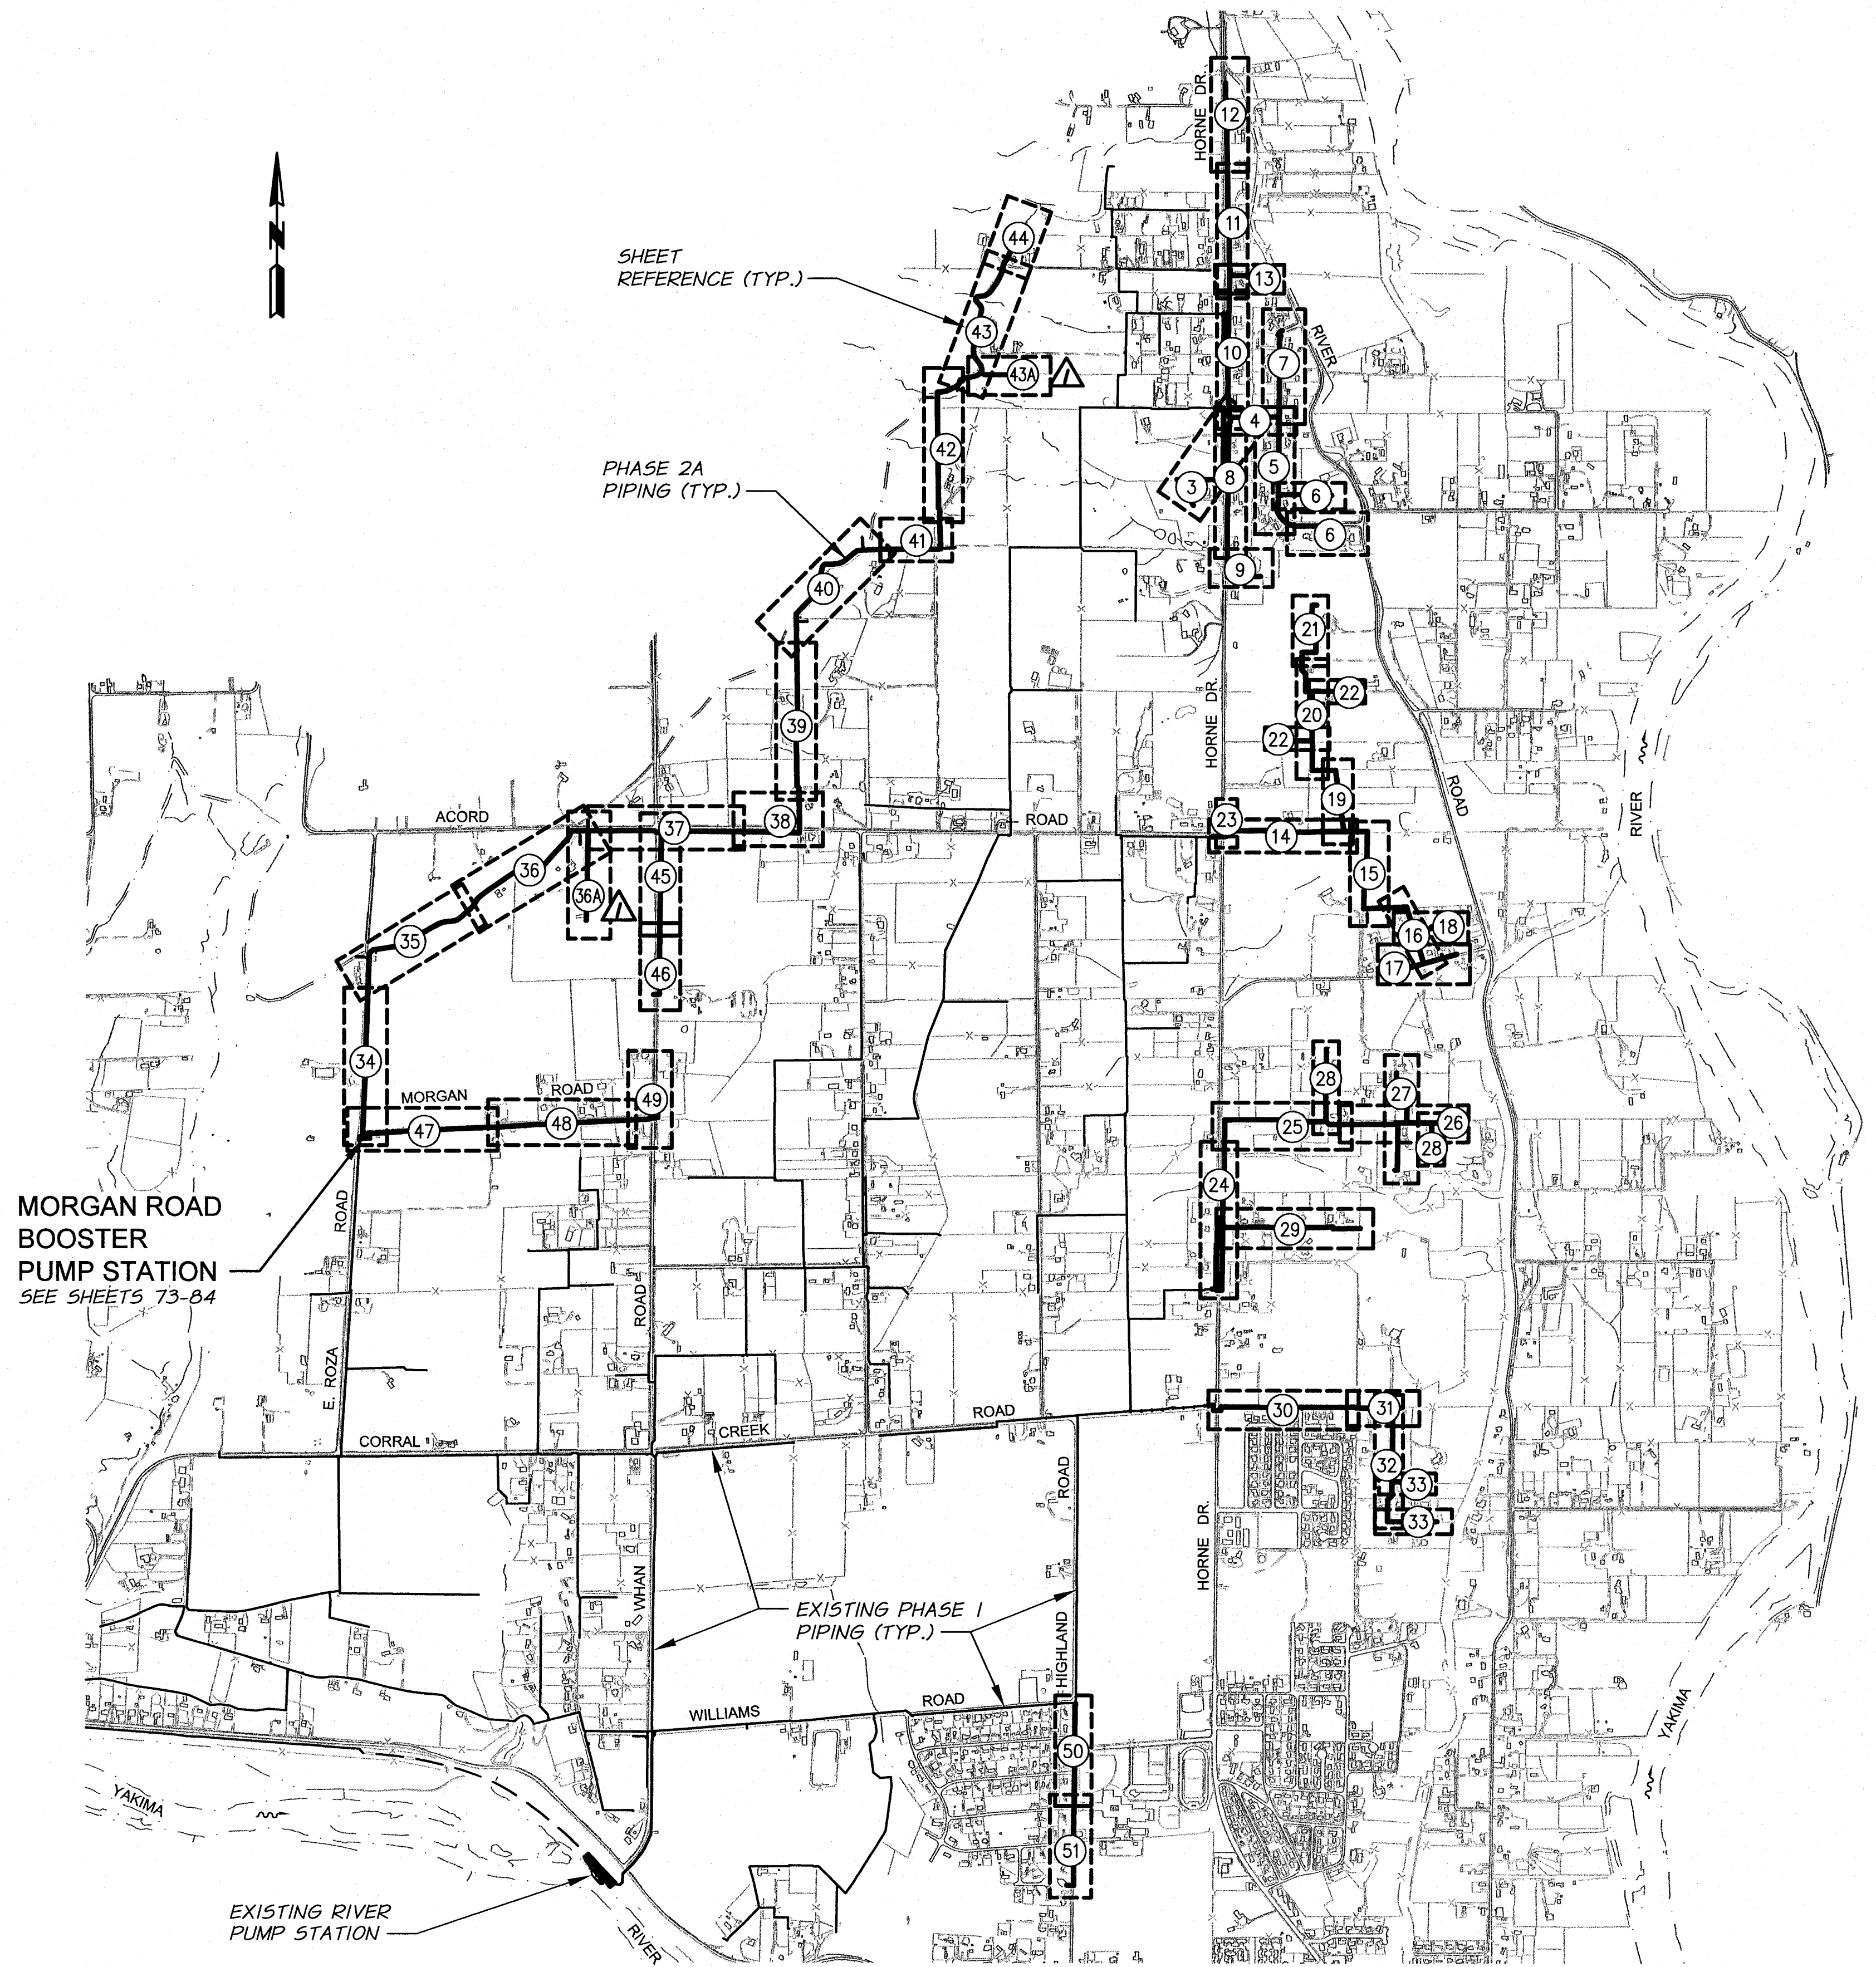 HORNE DR.
12
11
N
44
SHEET
REFERENCE (TYP.)
13
43
10
RIVER
7
43A
1
4
42
PHASE 2A
PIPING (TYP.)
5
3
8
6
6
41
9
40
21
HORNE DR.
22
20
39
22
RIVER
ROAD
19
ACORD
ROAD
23
37
38
14
36
45
15
36A
1
18
35
16
46
17
34
28
27
MORGAN
ROAD
49
47
48
25
26
28
24
ROAD
MORGAN ROAD
BOOSTER
PUMP STATION
SEE SHEETS 73-84
29
ROAD
E. ROZA
30
31
ROAD
CREEK
CORRAL
32
ROAD
33
HORNE DR.
33
WHAN
EXISTING PHASE 1
PIPING (TYP.)
HIGHLAND
ROAD
WILLIAMS
YAKIMA
50
YAKIMA
51
EXISTING RIVER
PUMP STATION
RIVER